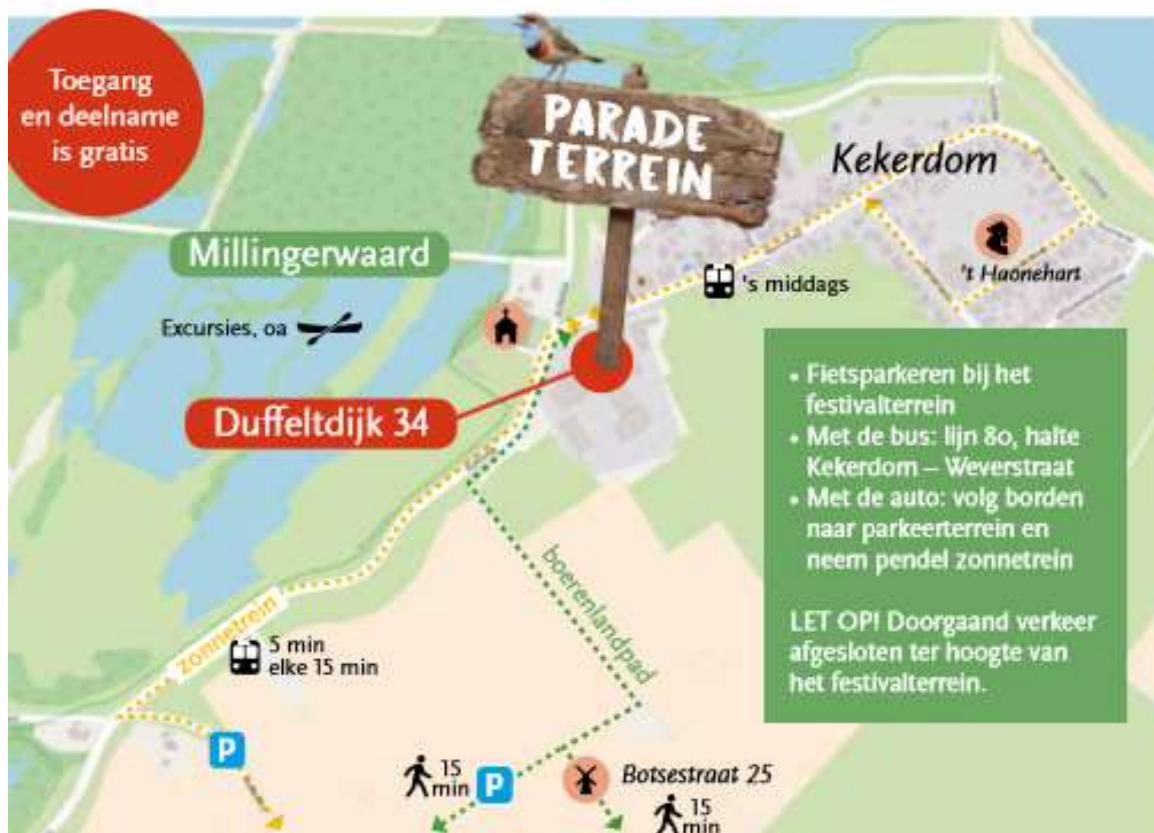 Toegang
en deelname
is gratis
PARADE
TERREIN
Kekerdom
Millingerwaard
't Haonehart
's middags
Excursies, oa
Duffeltdijk 34
• Fietsparkeren bij het
festivalterrein
• Met de bus: lijn 80, halte
Kekerdom – Weverstraat
• Met de auto: volg borden
naar parkeerterrein en
neem pendel zonnetrein
LET OP! Doorgaand verkeer
afgesloten ter hoogte van
het festivalterrein.
boerenlandpad
zonnetrein
5 min
elke 15 min
P
15
min
P
Botsestraat 25
15
min